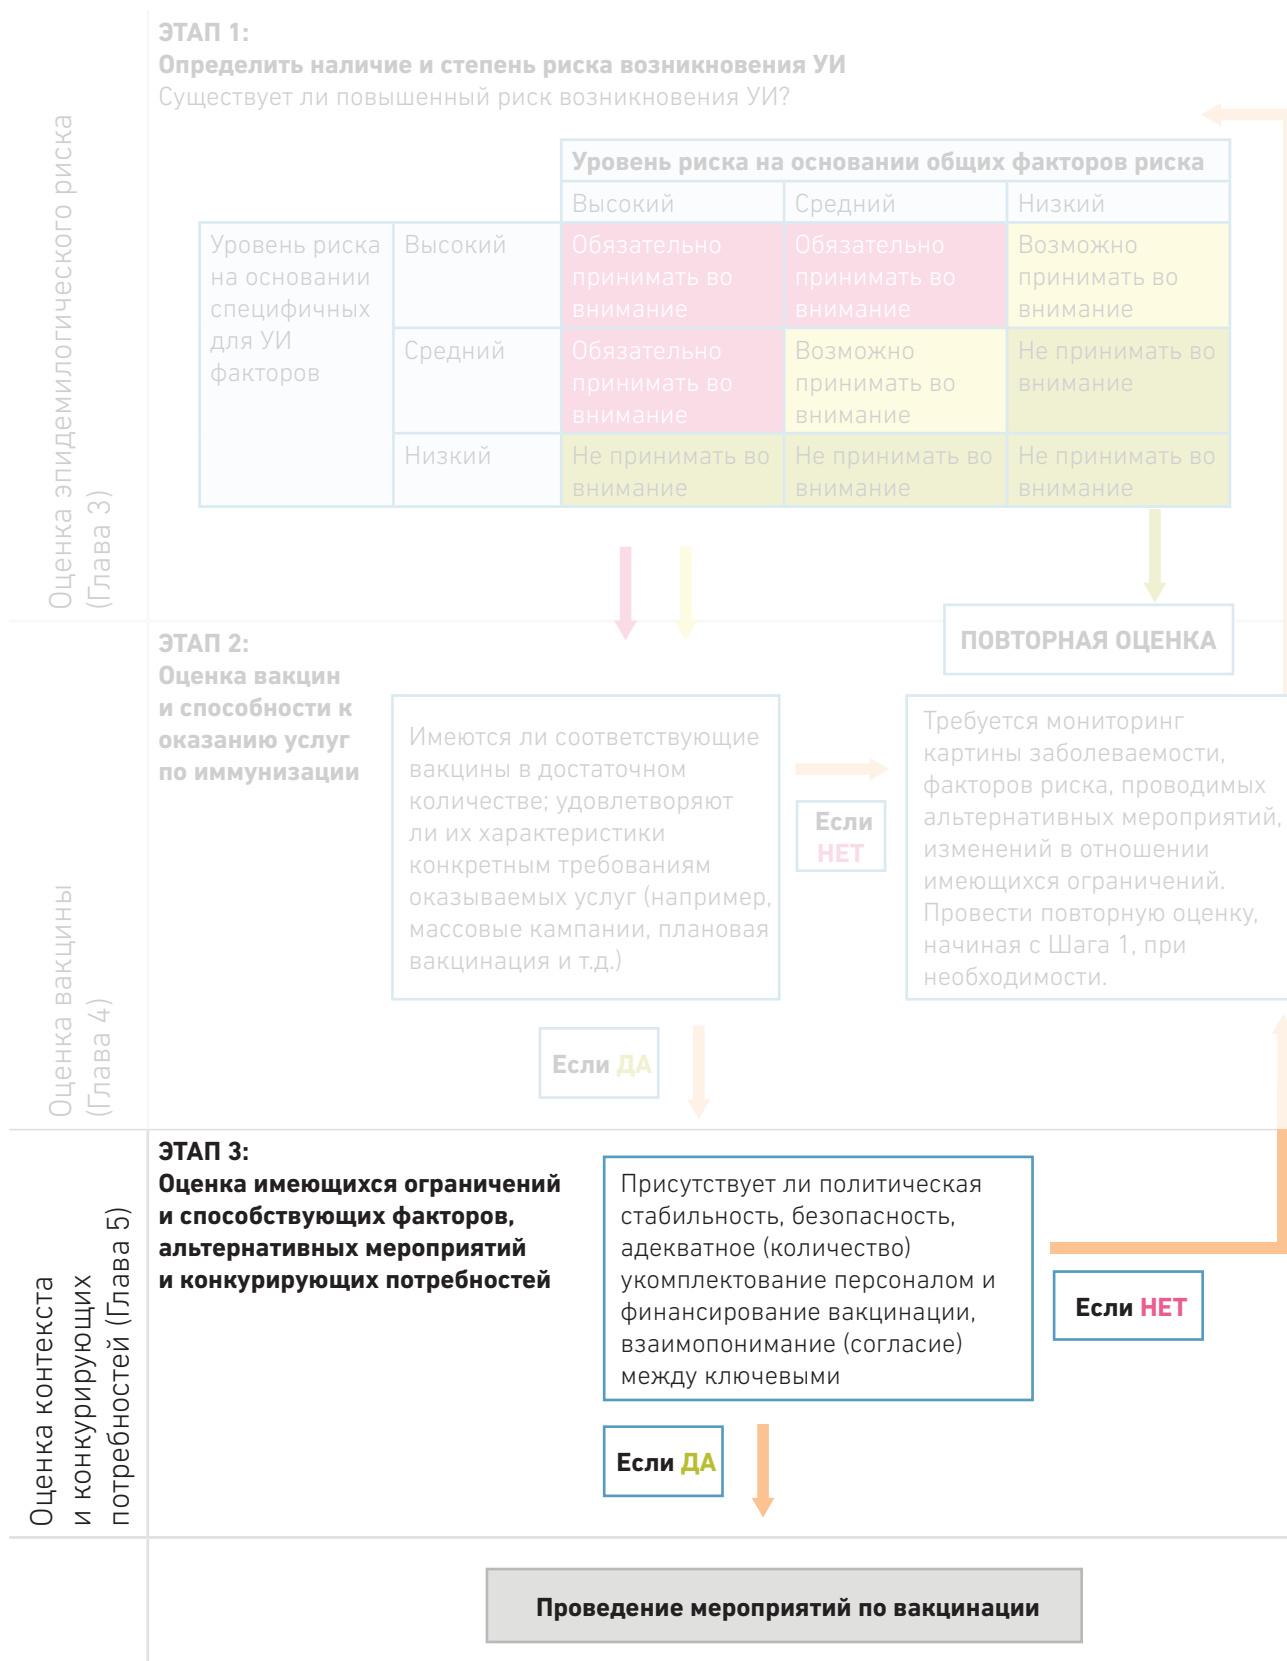 ЭТАП 1:
Определить наличие и степень риска возникновения УИ
Существует ли повышенный риск возникновения УИ?
Оценка эпидемилогического риска
(Глава 3)
Уровень риска на основании общих факторов риска
Высокий
Средний
Низкий
Уровень риска
на основании
специфичных
для УИ
факторов
Высокий
Обязательно
принимать во
внимание
Обязательно
принимать во
внимание
Возможно
принимать во
внимание
Средний
Обязательно
принимать во
внимание
Возможно
принимать во
внимание
Не принимать во
внимание
Низкий
Не принимать во
внимание
Не принимать во
внимание
Не принимать во
внимание
ЭТАП 2:
Оценка вакцин
и способности к
оказанию услуг
по иммунизации
Оценка вакцины
(Глава 4)
Имеются ли соответствующие
вакцины в достаточном
количестве; удовлетворяют
ли их характеристики
конкретным требованиям
оказываемых услуг (например,
массовые кампании, плановая
вакцинация и т.д.)
Если
НЕТ
ПОВТОРНАЯ ОЦЕНКА
Требуется мониторинг
картины заболеваемости,
факторов риска, проводимых
альтернативных мероприятий,
изменений в отношении
имеющихся ограничений.
Провести повторную оценку,
начиная с Шага 1, при
необходимости.
Если ДА
ЭТАП 3:
Оценка имеющихся ограничений
и способствующих факторов,
альтернативных мероприятий
и конкурирующих потребностей
Оценка контекста
и конкурирующих
потребностей (Глава 5)
Присутствует ли политическая
стабильность, безопасность,
адекватное (количество)
укомплектование персоналом и
финансирование вакцинации,
взаимопонимание (согласие)
между ключевыми
Если НЕТ
Если ДА
Проведение мероприятий по вакцинации